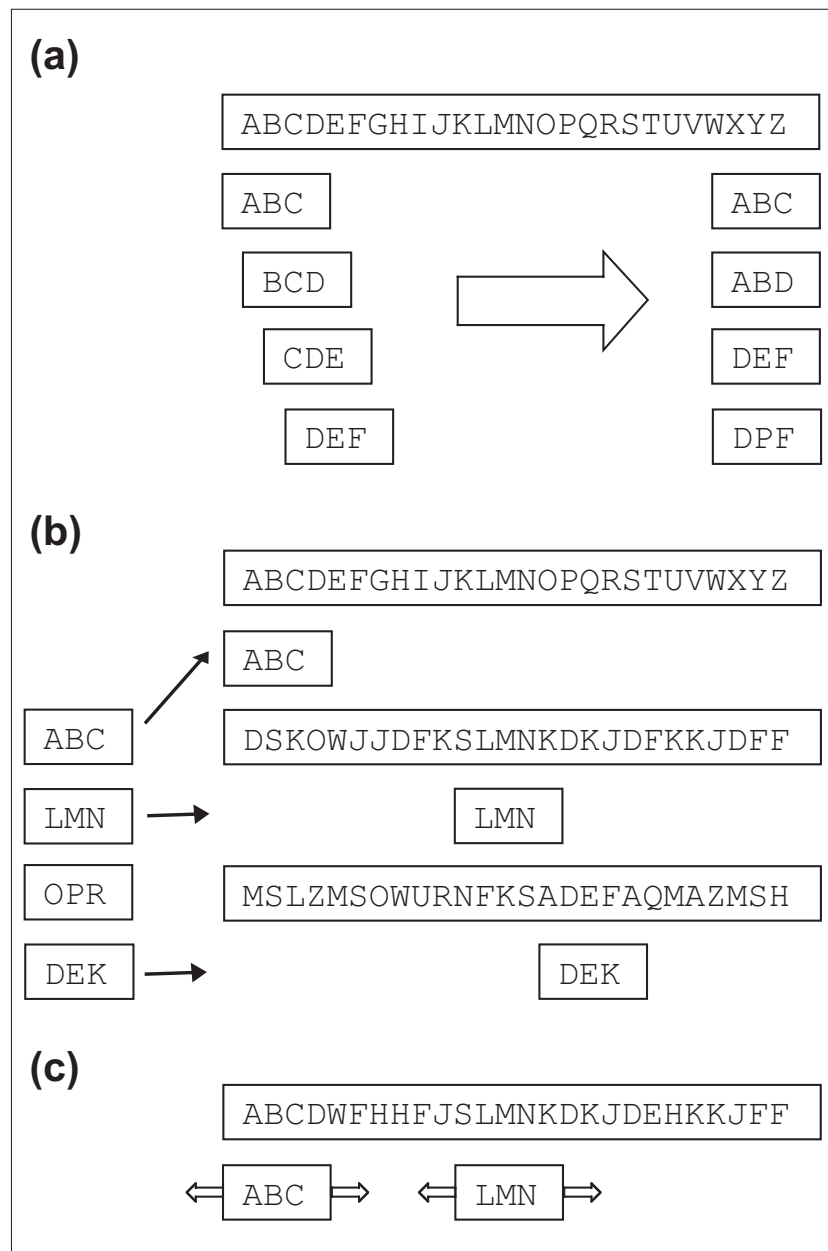 (a)
ABCDEFGHIJKLMNOPQRSTUVWXYZ
ABC ABC
BCD ABD
CDE DEF
DEF DPF
(b)
ABCDEFGHIJKLMNOPQRSTUVWXYZ
ABC
ABC DSKOWJJDFKSLMNKDKJDFKKJDFF
LMN LMN
OPR MSLZMSOWURNFKSADEFAQMAZMSH
DEK DEK
(c)
ABCDWFHHFJSLMNKDKJDEHKKJFF
ABC LMN